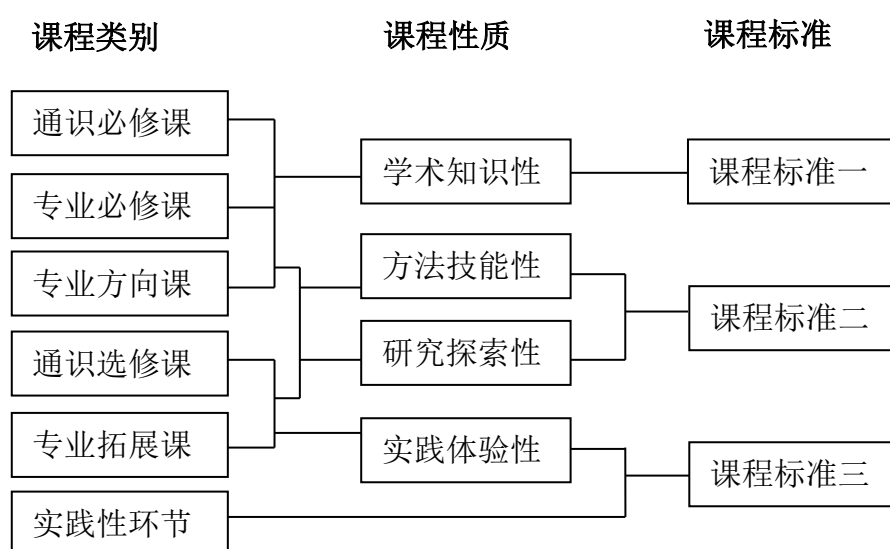 课程类别 课程性质 课程标准
通识必修课
专业必修课
专业方向课
通识选修课
专业拓展课
实践性环节
学术知识性
方法技能性
研究探索性
实践体验性
课程标准一
课程标准二
课程标准三